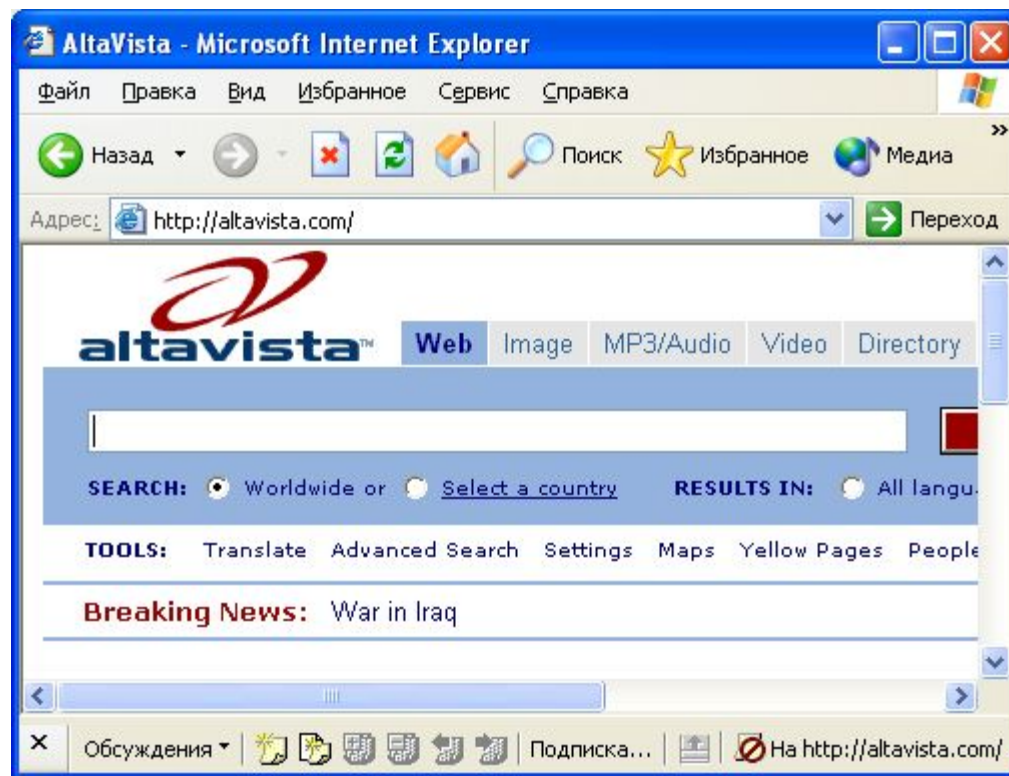 AltaVista - Microsoft Internet Explorer
Файл Правка Вид Избранное Сервис Справка
Назад Поиск Избранное Медиа »
Адрес: http://altavista.com/ Переход
altavista™ Web Image MP3/Audio Video Directory
SEARCH: Worldwide or Select a country RESULTS IN: All langu
TOOLS: Translate Advanced Search Settings Maps Yellow Pages People
Breaking News: War in Iraq
Обсуждения Подписка... На http://altavista.com/